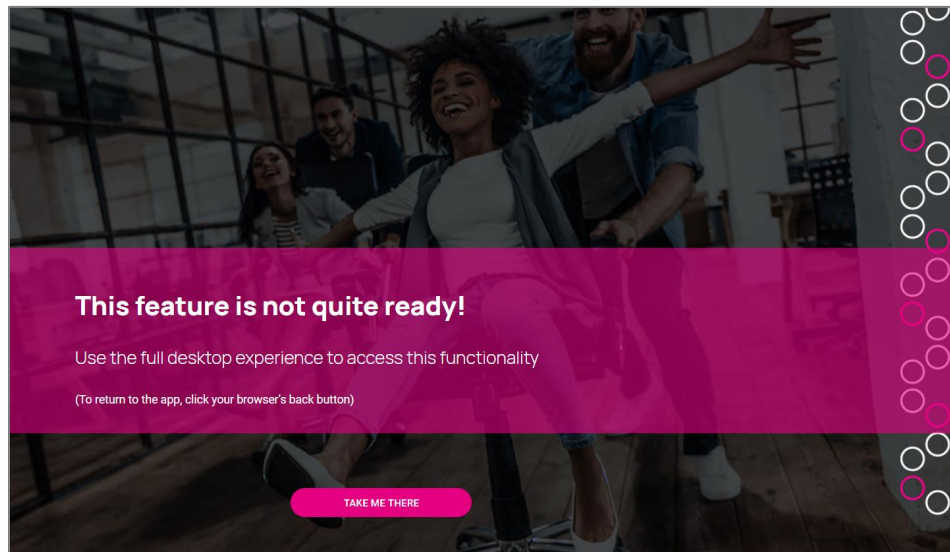 This feature is not quite ready!
Use the full desktop experience to access this functionality
(To return to the app, click your browser's back button)
TAKE ME THERE